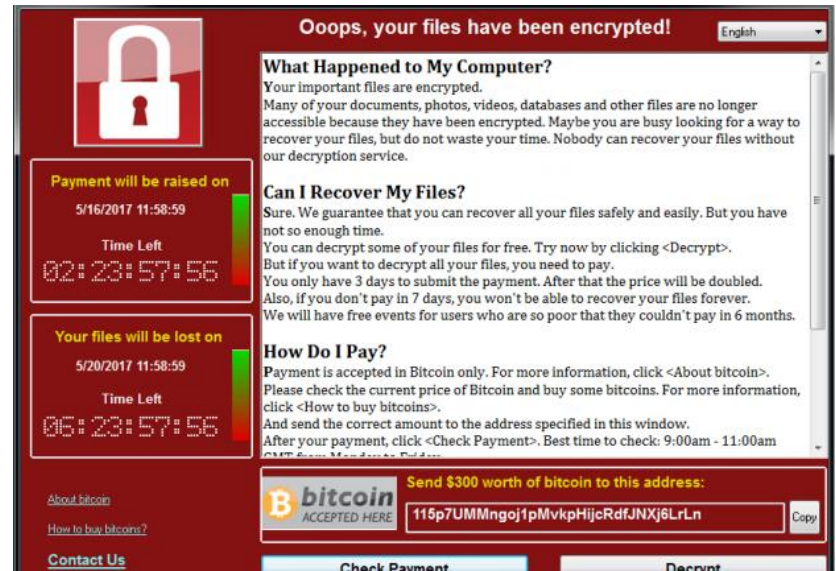 Ooops, your files have been encrypted!
English
What Happened to My Computer?
Your important files are encrypted.
Many of your documents, photos, videos, databases and other files are no longer
accessible because they have been encrypted. Maybe you are busy looking for a way to
recover your files, but do not waste your time. Nobody can recover your files without
our decryption service.
Can I Recover My Files?
Sure. We guarantee that you can recover all your files safely and easily. But you have
not so enough time.
You can decrypt some of your files for free. Try now by clicking <Decrypt>.
But if you want to decrypt all your files, you need to pay.
You only have 3 days to submit the payment. After that the price will be doubled.
Also, if you don't pay in 7 days, you won't be able to recover your files forever.
We will have free events for users who are so poor that they couldn't pay in 6 months.
How Do I Pay?
Payment is accepted in Bitcoin only. For more information, click <About bitcoin>.
Please check the current price of Bitcoin and buy some bitcoins. For more information,
click <How to buy bitcoins>.
And send the correct amount to the address specified in this window.
After your payment, click <Check Payment>. Best time to check: 9:00am - 11:00am
GMT from Monday to Friday
Payment will be raised on
5/16/2017 11:58:59
Time Left
02:23:57:56
Your files will be lost on
5/20/2017 11:58:59
Time Left
06:23:57:56
About bitcoin
How to buy bitcoins?
Contact Us
bitcoin
ACCEPTED HERE
Send $300 worth of bitcoin to this address:
115p7UMMngoj1pMvkpHijcRdfJNXj6LrLn
Copy
Check Payment
Decrypt